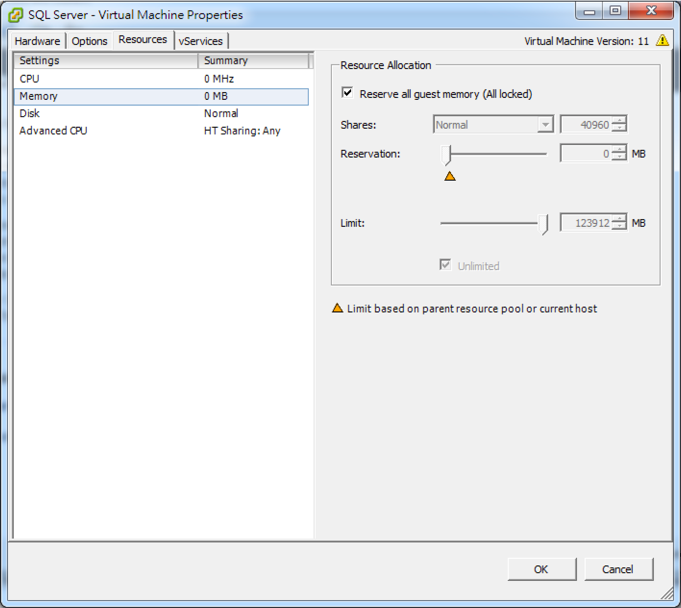 SQL Server - Virtual Machine Properties
Hardware Options Resources vServices Virtual Machine Version: 11
Settings Summary
CPU 0 MHz
Memory 0 MB
Disk Normal
Advanced CPU HT Sharing: Any
Resource Allocation
Reserve all guest memory (All locked)
Shares: Normal 40960
Reservation: 0 MB
Limit: 123912 MB
Unlimited
Limit based on parent resource pool or current host
OK Cancel